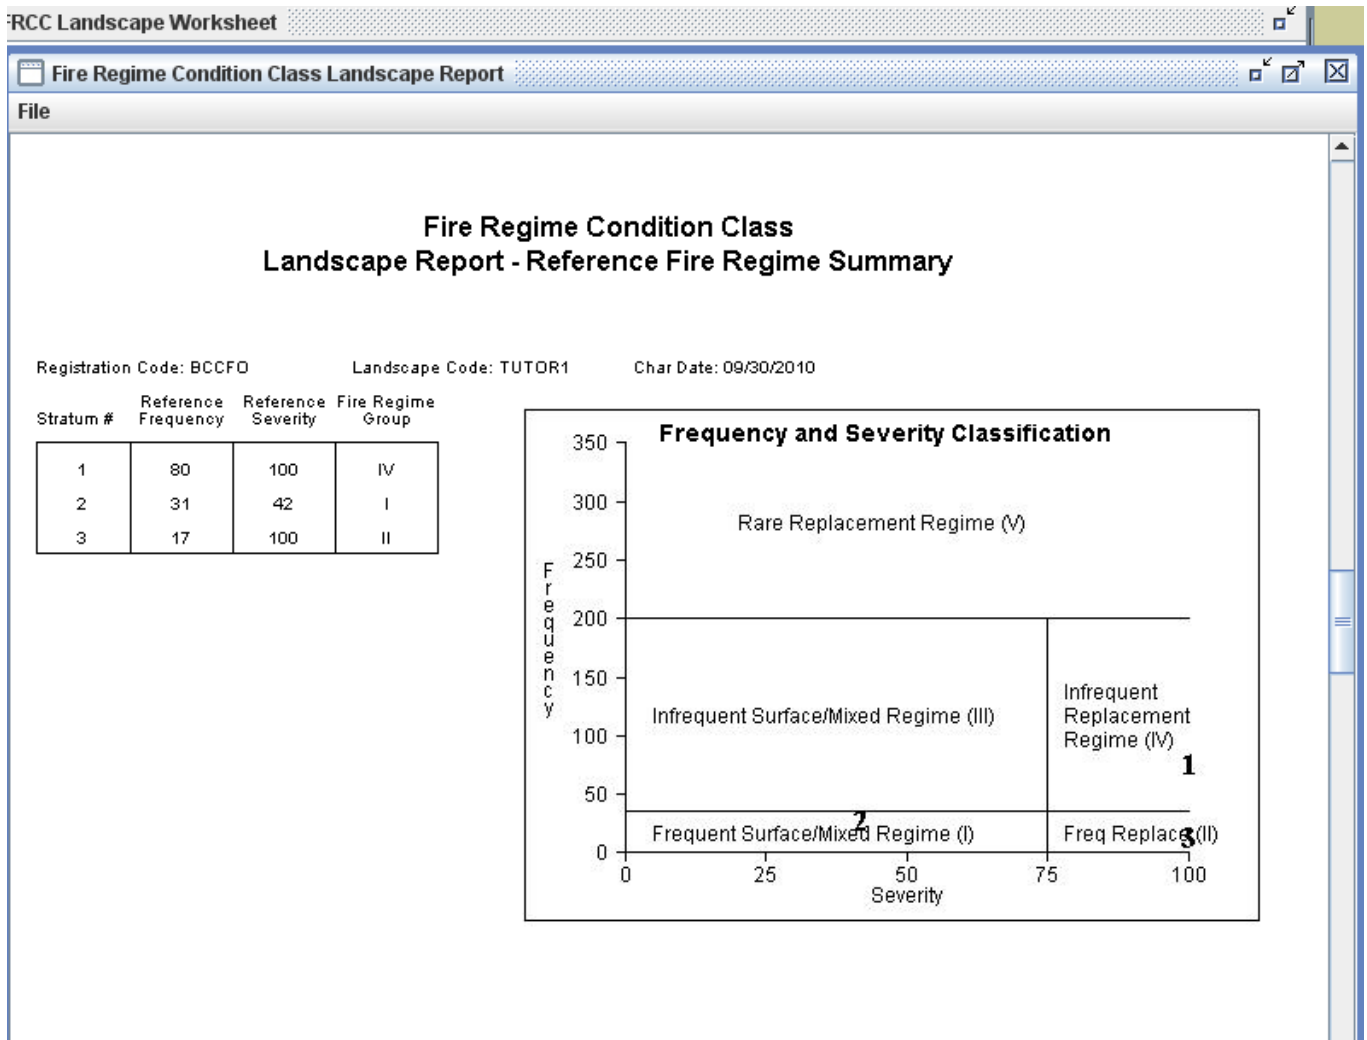 FRCC Landscape Worksheet
Fire Regime Condition Class Landscape Report
File
Fire Regime Condition Class
Landscape Report - Reference Fire Regime Summary
Registration Code: BCCFO Landscape Code: TUTOR1 Char Date: 09/30/2010
Stratum # Reference Frequency Reference Severity Fire Regime Group
1 80 100 IV
2 31 42 I
3 17 100 II
Frequency and Severity Classification
350
300
Rare Replacement Regime (V)
250
Frequency
200
150
Infrequent
Infrequent Surface/Mixed Regime (III) Replacement
100
Regime (IV)
1
50
2
Frequent Surface/Mixed Regime (I) Freq Replace (II)
3
0
0 25 50 75 100
Severity